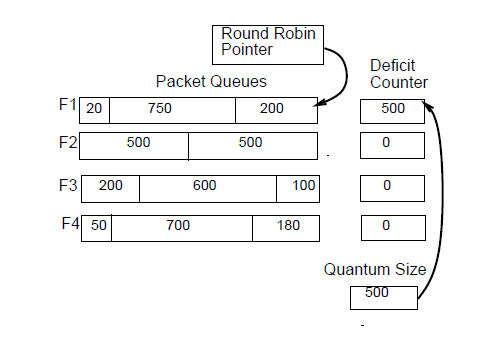 Round Robin
Pointer
Packet Queues
Deficit
Counter
F1 20 750 200 500
F2 500 500 0
F3 200 600 100 0
F4 50 700 180 0
Quantum Size
500